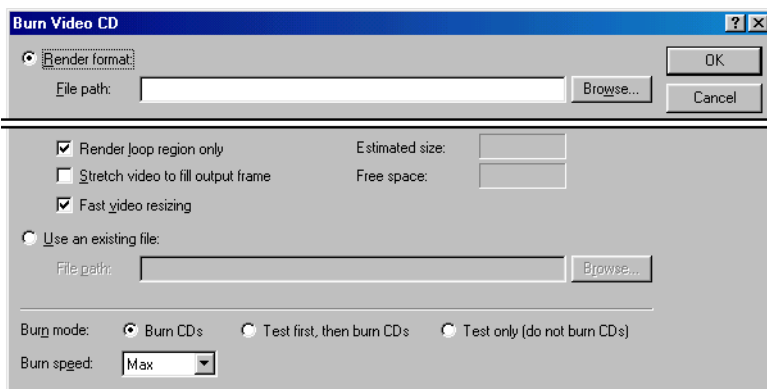 Burn Video CD
Render format:
OK
File path:
Browse...
Cancel
Render loop region only
Estimated size:
Stretch video to fill output frame
Free space:
Fast video resizing
Use an existing file:
File path:
Browse...
Burn mode:
Burn CDs
Test first, then burn CDs
Test only (do not burn CDs)
Burn speed:
Max